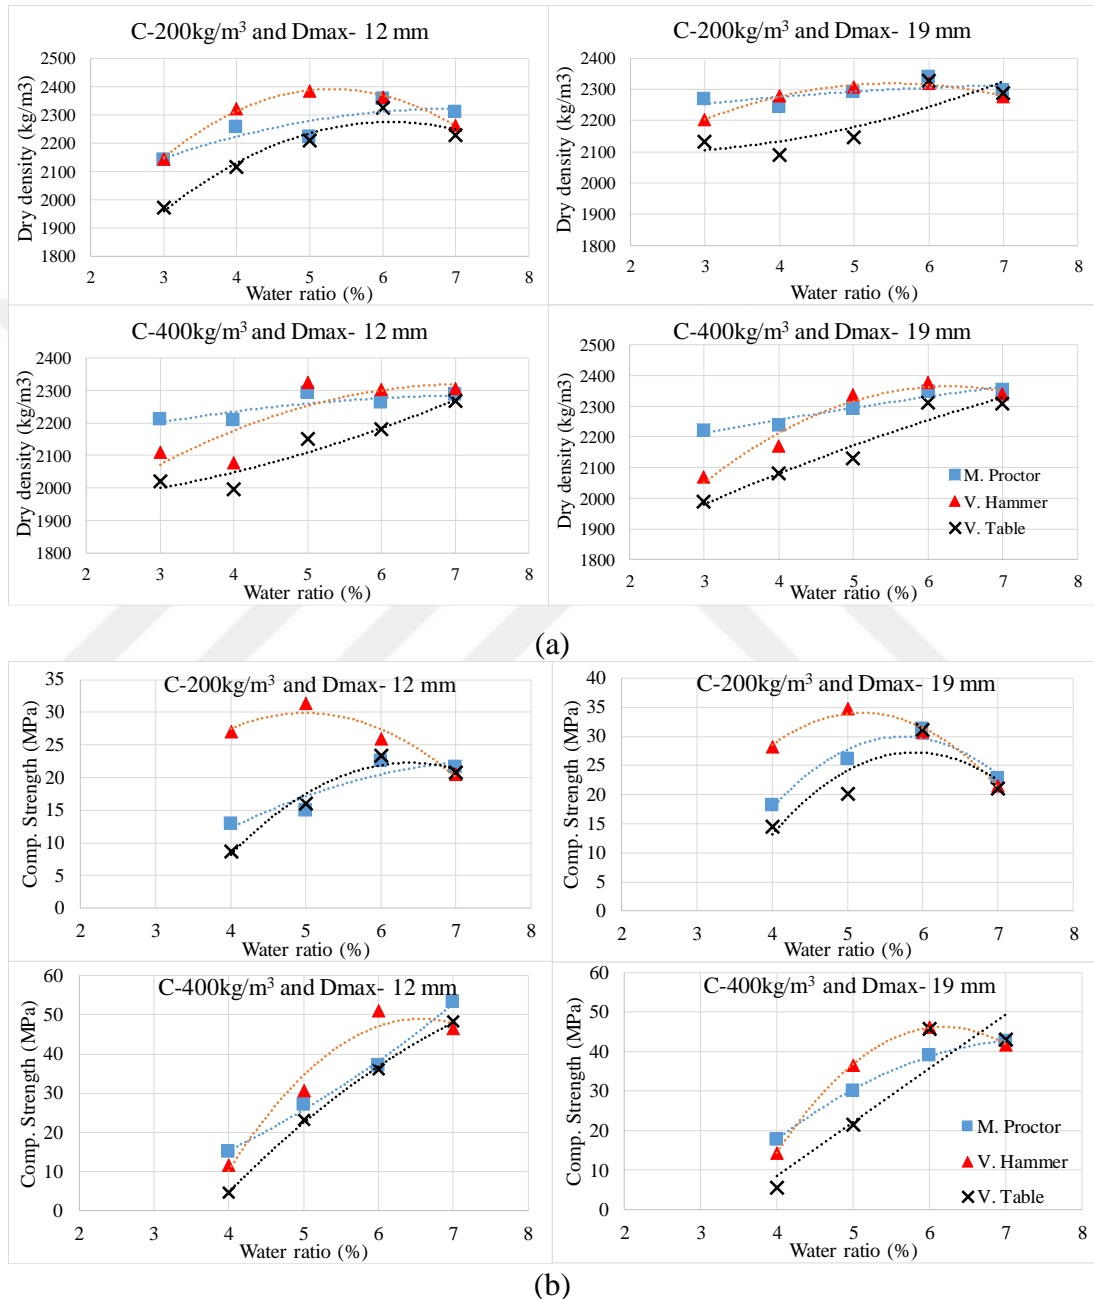 C-200kg/m³ and Dmax- 12 mm
Dry density (kg/m3)
2500
2400
2300
2200
2100
2000
1900
1800
2 3 4 5 6 7 8
Water ratio (%)
C-200kg/m³ and Dmax- 19 mm
Dry density (kg/m3)
2400
2300
2200
2100
2000
1900
1800
2 3 4 5 6 7 8
Water ratio (%)
C-400kg/m³ and Dmax- 12 mm
Dry density (kg/m3)
2400
2300
2200
2100
2000
1900
1800
2 3 4 5 6 7 8
Water ratio (%)
C-400kg/m³ and Dmax- 19 mm
Dry density (kg/m3)
2500
2400
2300
2200
2100
2000
1900
1800
2 3 4 5 6 7 8
Water ratio (%)
M. Proctor
V. Hammer
V. Table
(a)
C-200kg/m³ and Dmax- 12 mm
Comp. Strength (MPa)
35
30
25
20
15
10
5
0
2 3 4 5 6 7 8
Water ratio (%)
C-200kg/m³ and Dmax- 19 mm
Comp. Strength (MPa)
40
35
30
25
20
15
10
5
0
2 3 4 5 6 7 8
Water ratio (%)
C-400kg/m³ and Dmax- 12 mm
Comp. Strength (MPa)
60
50
40
30
20
10
0
2 3 4 5 6 7 8
Water ratio (%)
C-400kg/m³ and Dmax- 19 mm
Comp. Strength (MPa)
60
50
40
30
20
10
0
2 3 4 5 6 7 8
Water ratio (%)
M. Proctor
V. Hammer
V. Table
(b)